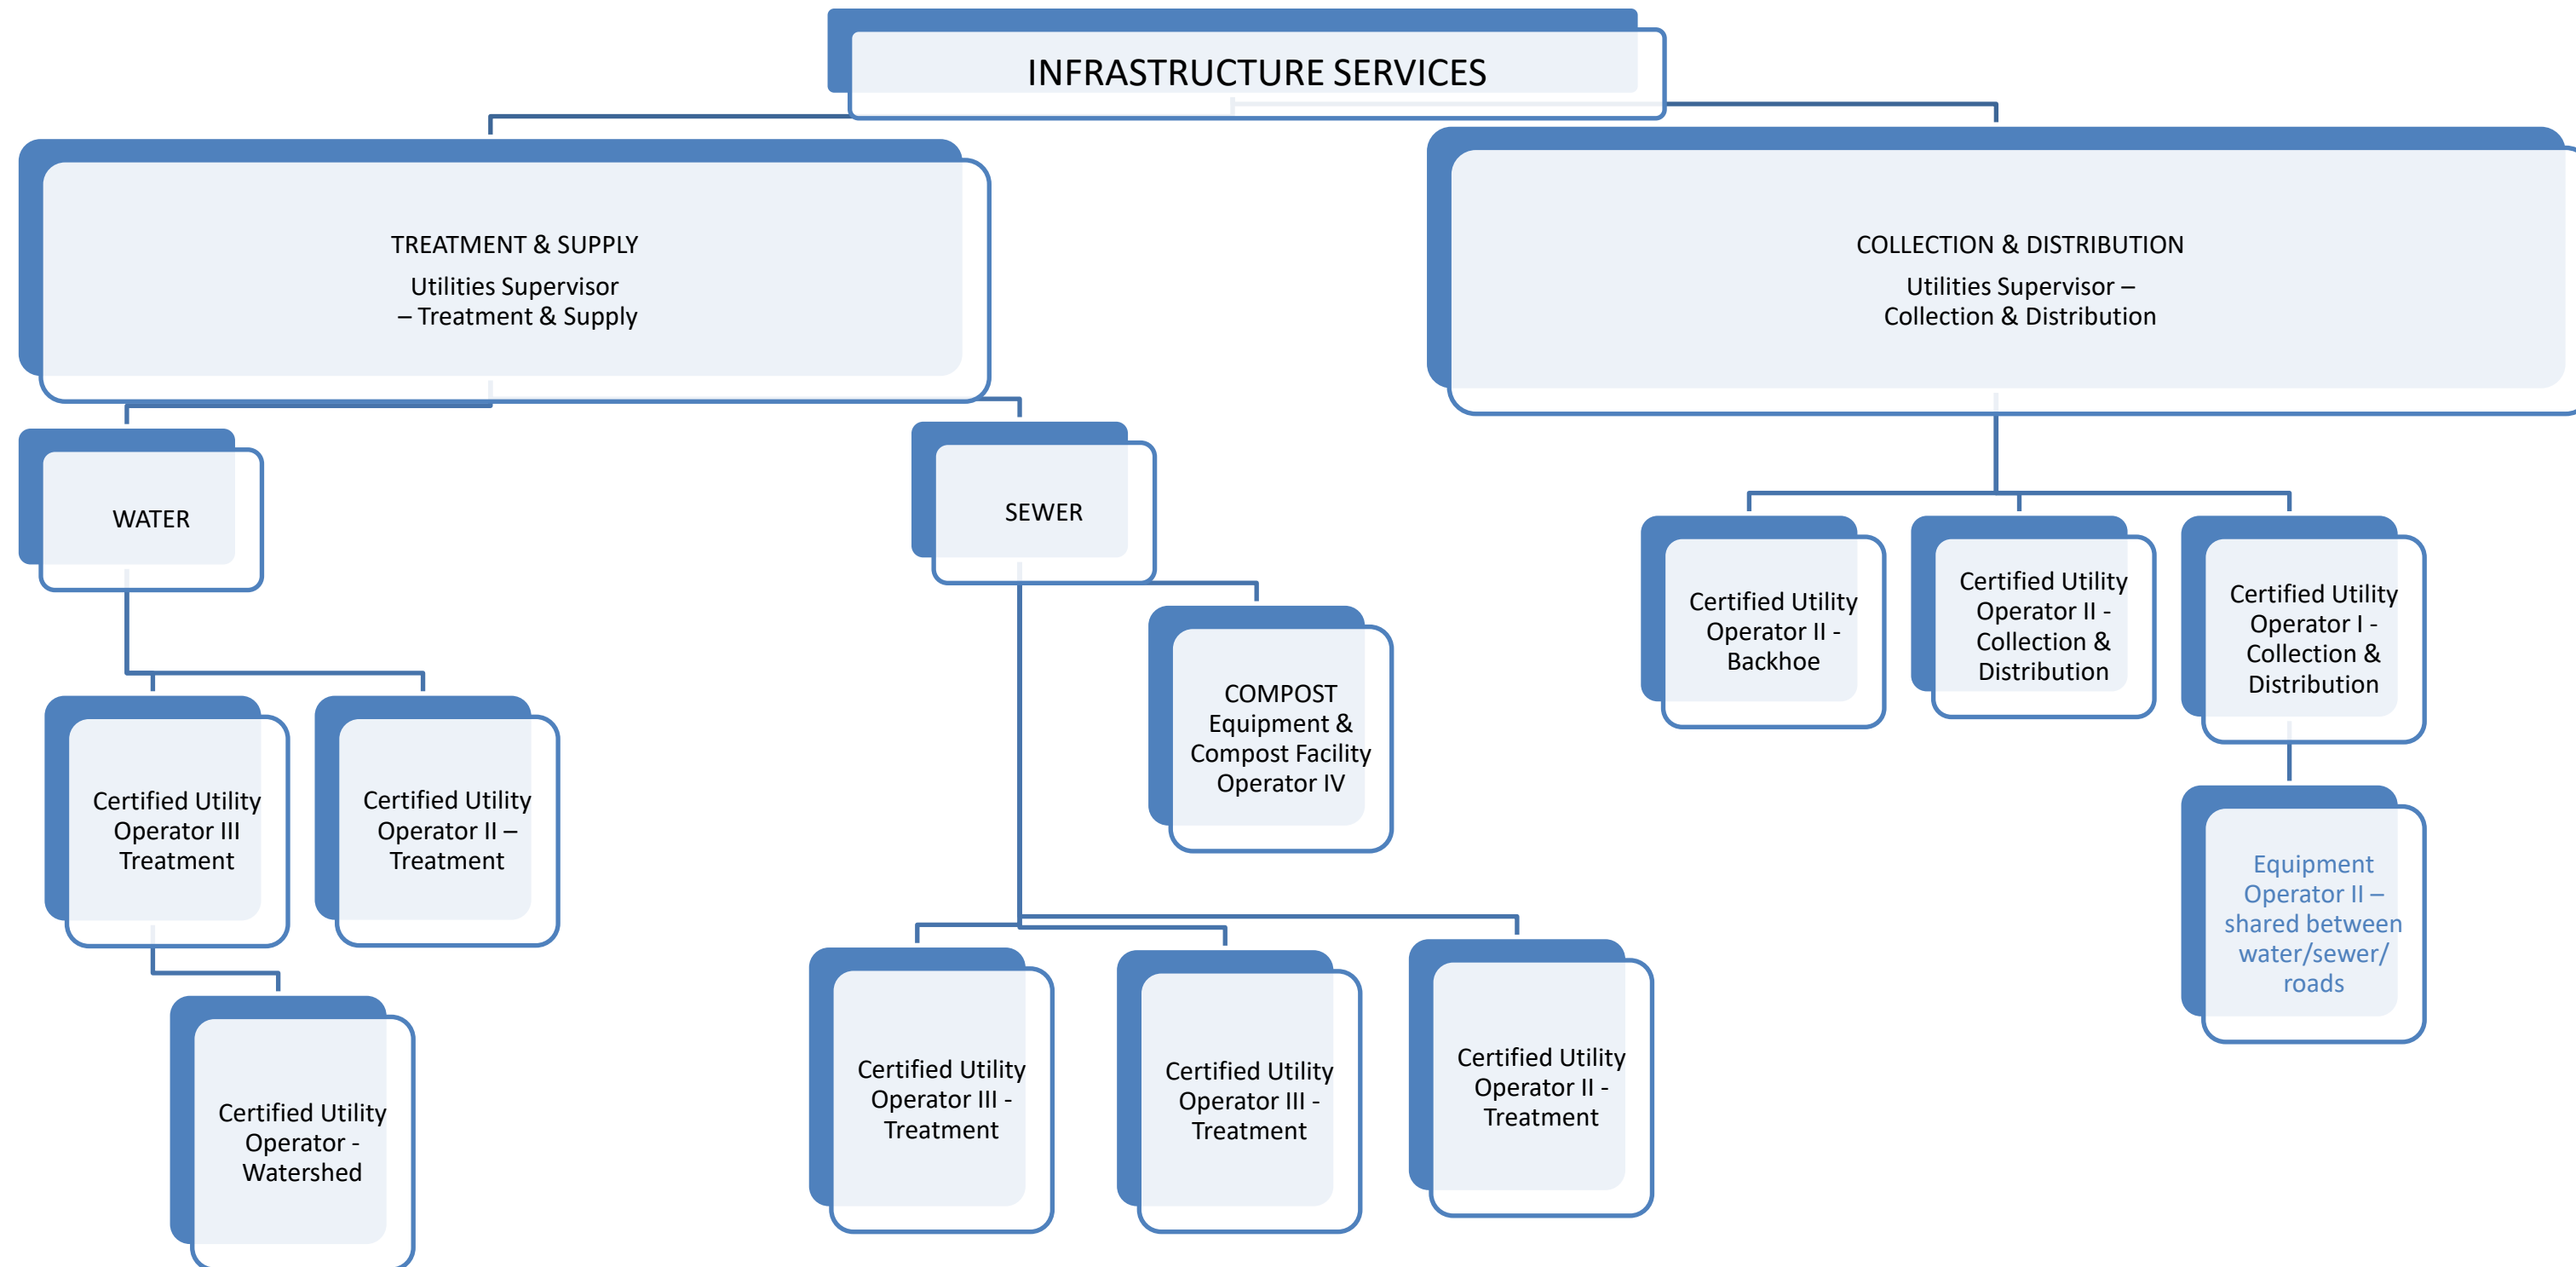 INFRASTRUCTURE SERVICES
TREATMENT & SUPPLY
Utilities Supervisor
– Treatment & Supply
COLLECTION & DISTRIBUTION
Utilities Supervisor –
Collection & Distribution
WATER
SEWER
Certified Utility
Operator III
Treatment
Certified Utility
Operator II –
Treatment
Certified Utility
Operator -
Watershed
COMPOST
Equipment &
Compost Facility
Operator IV
Certified Utility
Operator III -
Treatment
Certified Utility
Operator III -
Treatment
Certified Utility
Operator II -
Treatment
Certified Utility
Operator II -
Backhoe
Certified Utility
Operator II -
Collection &
Distribution
Certified Utility
Operator I -
Collection &
Distribution
Equipment
Operator II –
shared between
water/sewer/
roads